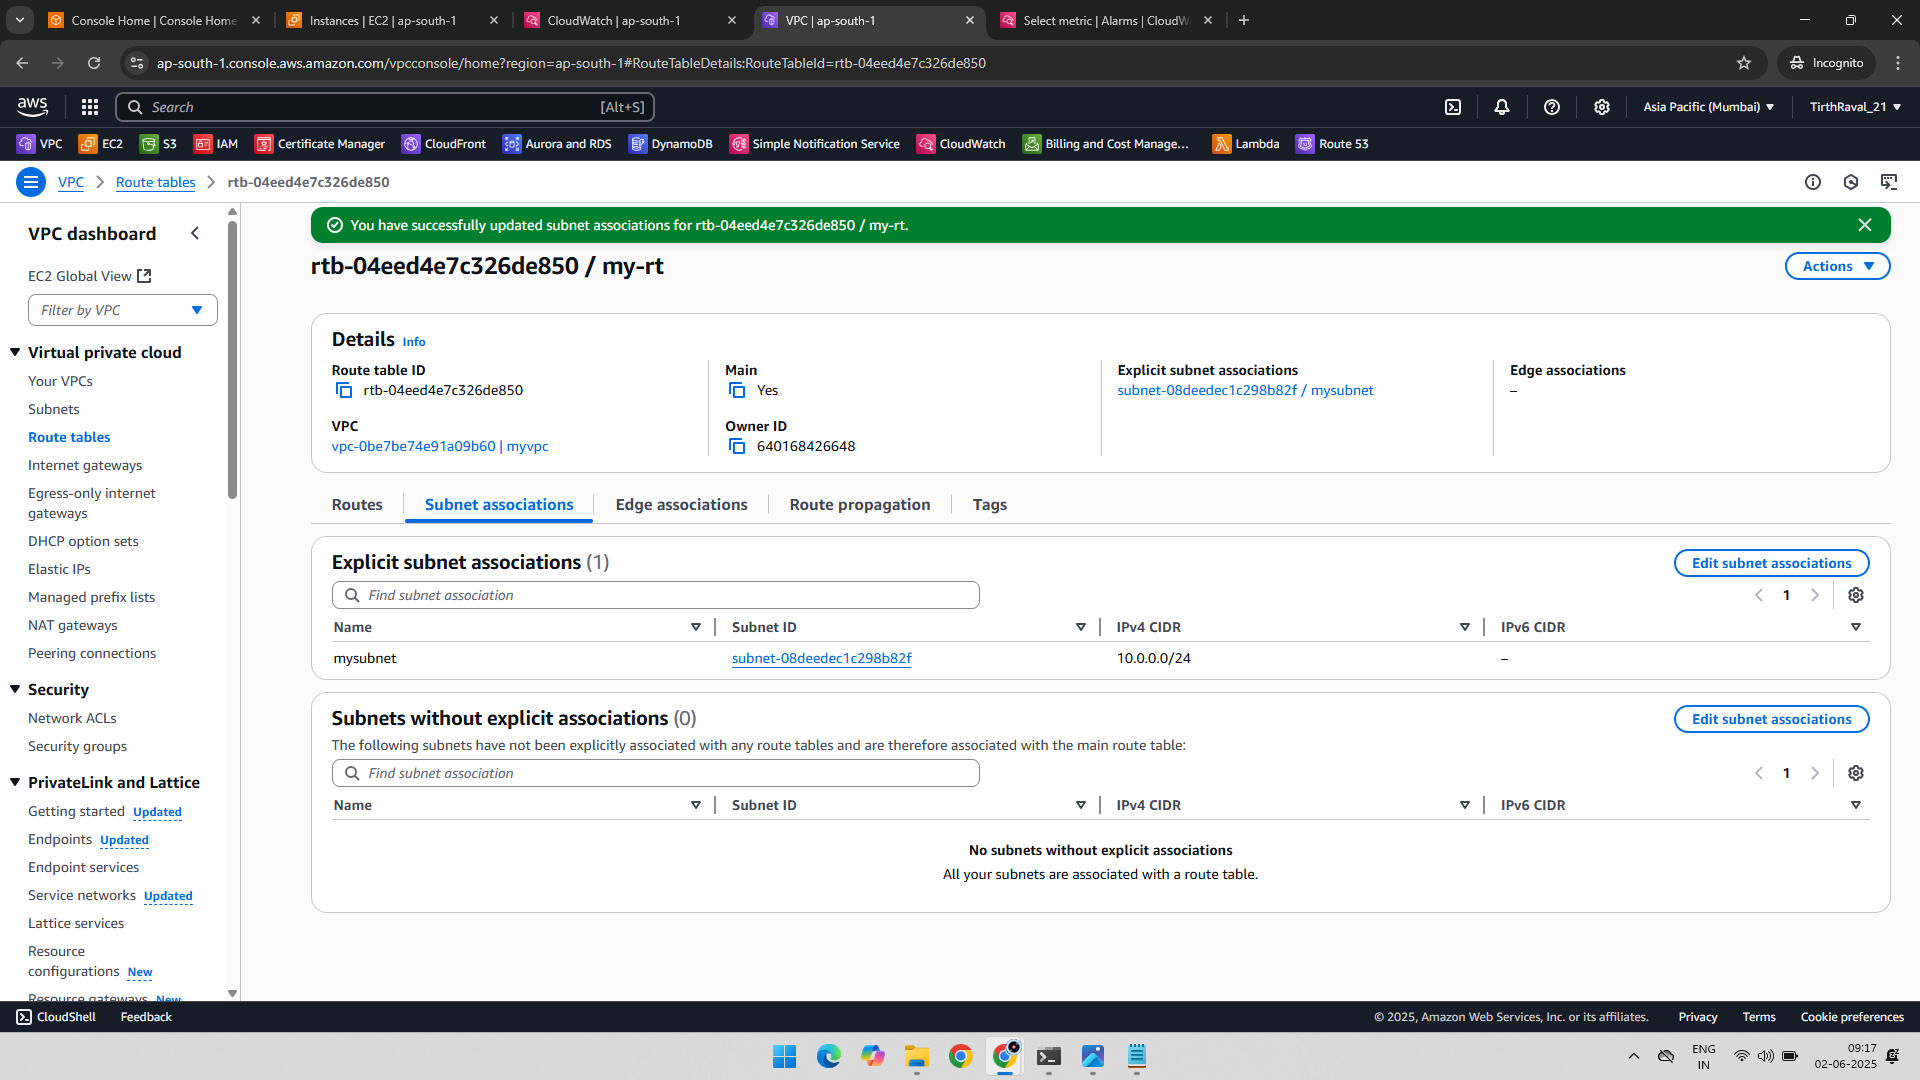 Console Home | Console Home
Instances | EC2 | ap-south-1
CloudWatch | ap-south-1
VPC | ap-south-1
Select metric | Alarms | CloudW
ap-south-1.console.aws.amazon.com/vpcconsole/home?region=ap-south-1#RouteTableDetails:RouteTableId=rtb-04eed4e7c326de850
Incognito
aws
Search
[Alt+S]
Asia Pacific (Mumbai)
TirthRaval_21
VPC
EC2
S3
IAM
Certificate Manager
CloudFront
Aurora and RDS
DynamoDB
Simple Notification Service
CloudWatch
Billing and Cost Manage...
Lambda
Route 53
VPC
Route tables
rtb-04eed4e7c326de850
VPC dashboard
EC2 Global View
Filter by VPC
Virtual private cloud
Your VPCs
Subnets
Route tables
Internet gateways
Egress-only internet
gateways
DHCP option sets
Elastic IPs
Managed prefix lists
NAT gateways
Peering connections
Security
Network ACLs
Security groups
PrivateLink and Lattice
Getting started Updated
Endpoints Updated
Endpoint services
Service networks Updated
Lattice services
Resource
configurations New
Resource gateways New
You have successfully updated subnet associations for rtb-04eed4e7c326de850 / my-rt.
rtb-04eed4e7c326de850 / my-rt
Actions
Details Info
Route table ID
rtb-04eed4e7c326de850
Main
Yes
Explicit subnet associations
subnet-08deedec1c298b82f / mysubnet
Edge associations
–
VPC
vpc-0be7be74e91a09b60 | myvpc
Owner ID
640168426648
Routes
Subnet associations
Edge associations
Route propagation
Tags
Explicit subnet associations (1)
Edit subnet associations
Find subnet association
1
Name
Subnet ID
IPv4 CIDR
IPv6 CIDR
mysubnet
subnet-08deedec1c298b82f
10.0.0.0/24
–
Subnets without explicit associations (0)
Edit subnet associations
The following subnets have not been explicitly associated with any route tables and are therefore associated with the main route table:
Find subnet association
1
Name
Subnet ID
IPv4 CIDR
IPv6 CIDR
No subnets without explicit associations
All your subnets are associated with a route table.
CloudShell
Feedback
© 2025, Amazon Web Services, Inc. or its affiliates.
Privacy
Terms
Cookie preferences
ENG
IN
09:17
02-06-2025